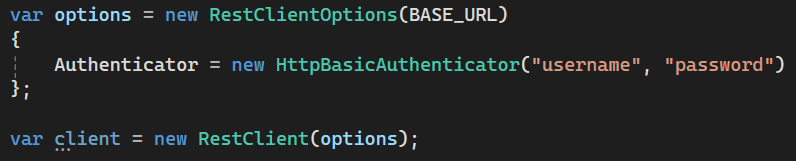 var options = new RestClientOptions(BASE_URL)
{
    Authenticator = new HttpBasicAuthenticator("username", "password")
};
var client = new RestClient(options);